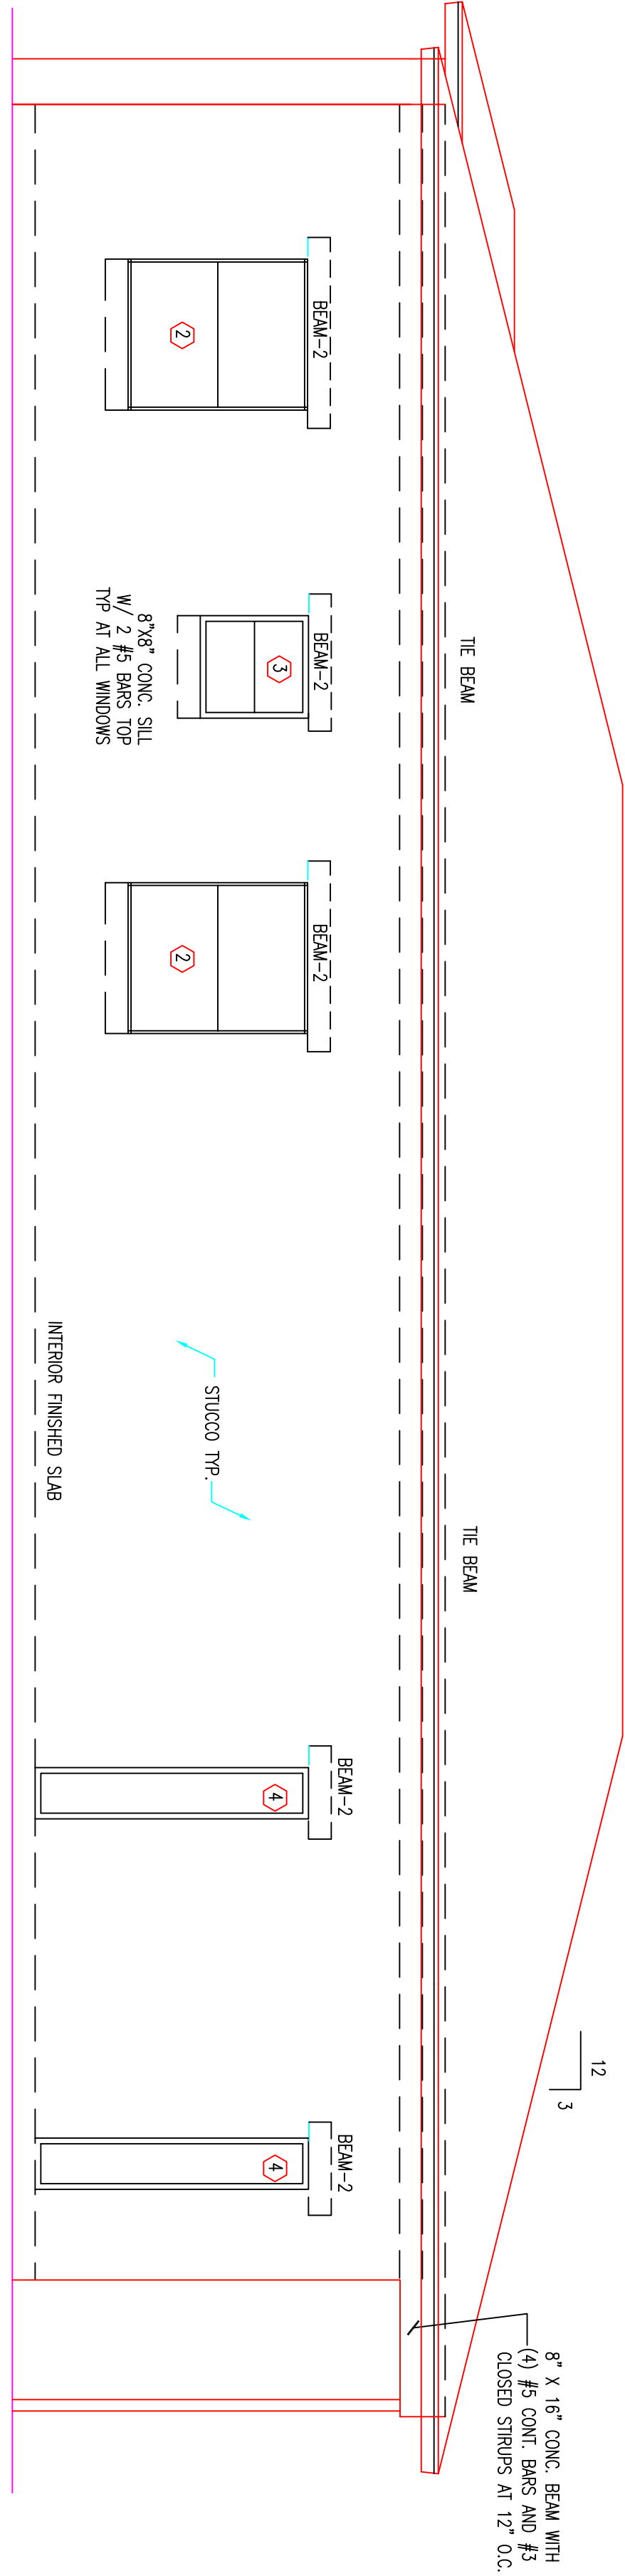 12
3
8" X 16" CONC. BEAM WITH
(4) #5 CONT. BARS AND #3
CLOSED STIRUPS AT 12" O.C.
TIE BEAM
TIE BEAM
BEAM-2
BEAM-2
BEAM-2
BEAM-2
BEAM-2
2
3
2
4
4
8"X8" CONC. SILL
W/ 2 #5 BARS TOP
TYP AT ALL WINDOWS
STUCCO TYP.
INTERIOR FINISHED SLAB